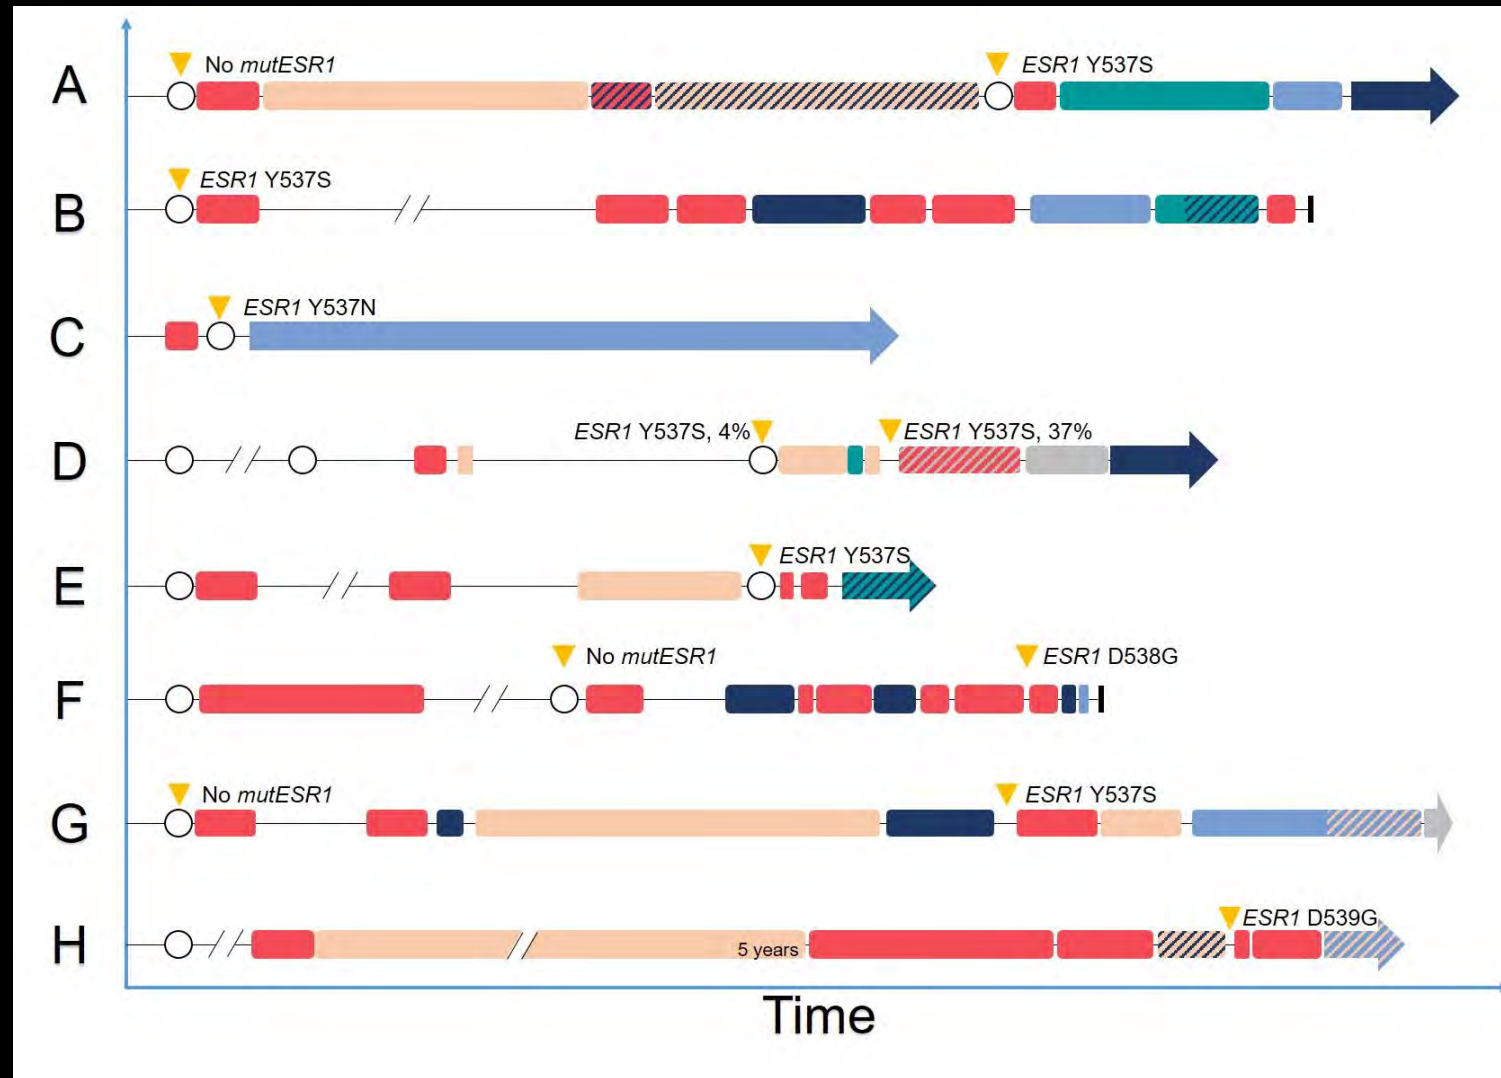 A
No mutESR1
ESR1 Y537S
B
ESR1 Y537S
C
ESR1 Y537N
D
ESR1 Y537S, 4%
ESR1 Y537S, 37%
E
ESR1 Y537S
F
No mutESR1
ESR1 D538G
G
No mutESR1
ESR1 Y537S
H
5 years
ESR1 D539G
Time